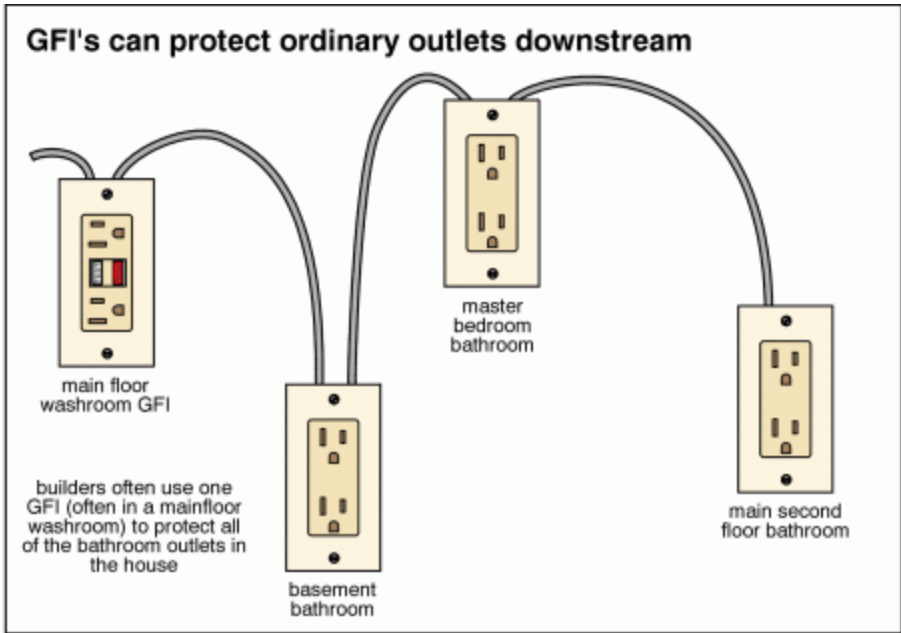 GFI's can protect ordinary outlets downstream
master
bedroom
bathroom
main floor
washroom GFI
builders often use one
GFI (often in a mainfloor
washroom) to protect all
of the bathroom outlets in
the house
main second
floor bathroom
basement
bathroom